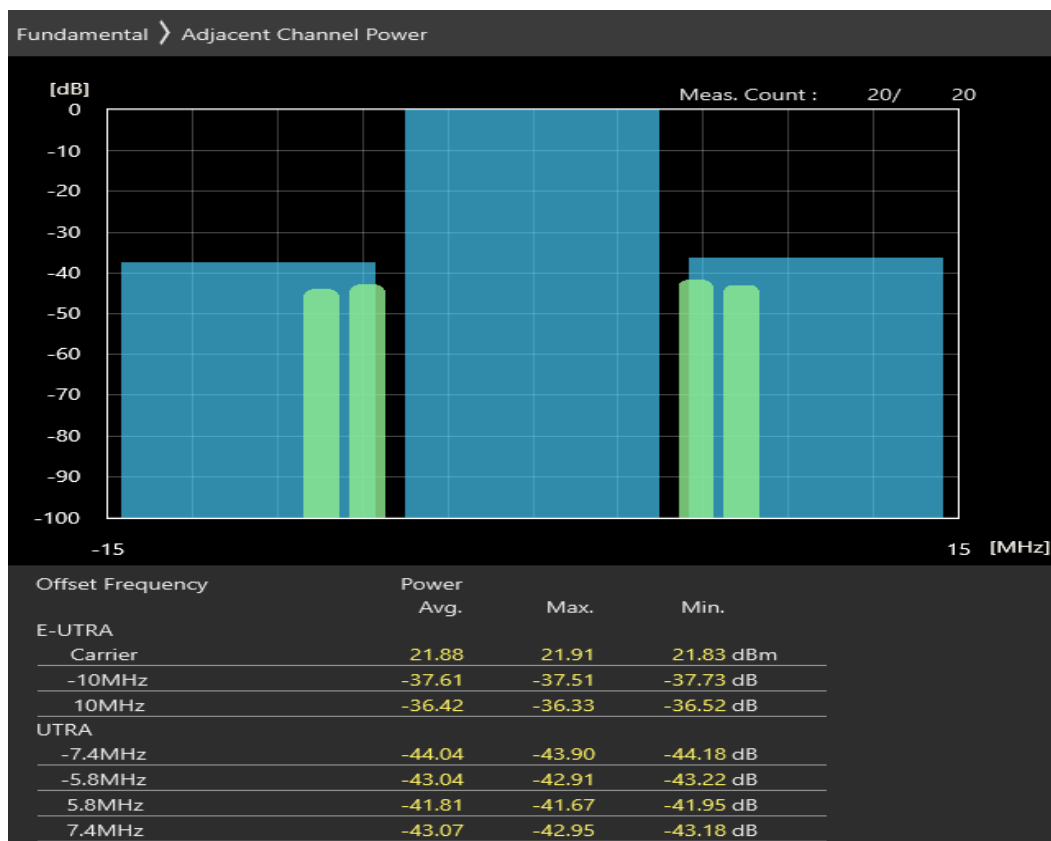 Fundamental ❭ Adjacent Channel Power
[dB]
Meas. Count : 20/ 20
0
-10
-20
-30
-40
-50
-60
-70
-80
-90
-100
-15 15 [MHz]
Offset Frequency Power
Avg. Max. Min.
E-UTRA
Carrier 21.88 21.91 21.83 dBm
-10MHz -37.61 -37.51 -37.73 dB
10MHz -36.42 -36.33 -36.52 dB
UTRA
-7.4MHz -44.04 -43.90 -44.18 dB
-5.8MHz -43.04 -42.91 -43.22 dB
5.8MHz -41.81 -41.67 -41.95 dB
7.4MHz -43.07 -42.95 -43.18 dB